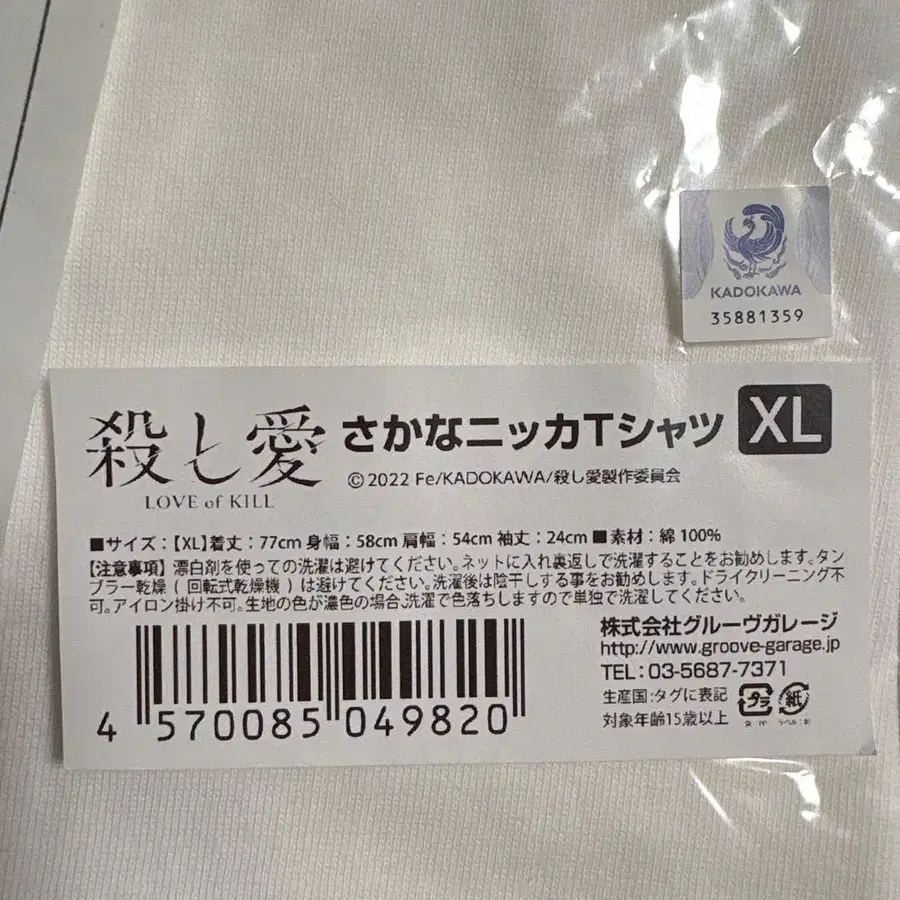 KADOKAWA
35881359
殺し愛
LOVE of KILL
さかなニッカTシャツ XL
©2022 Fe/KADOKAWA/殺し愛製作委員会
■サイズ:【XL】着丈:77cm 身幅:58cm 肩幅:54cm 袖丈:24cm ■素材:綿 100%
【注意事項】漂白剤を使っての洗濯は避けてください。ネットに入れ裏返しで洗濯することをお勧めします。タン
ブラー乾燥(回転式乾燥機)は避けてください。洗濯後は陰干しする事をお勧めします。ドライクリーニング不
可。アイロン掛け不可。生地の色が濃色の場合、洗濯で色落ちしますので単独で洗濯してください。
4 570085 049820
株式会社グルーヴガレージ
http://www.groove-garage.jp
TEL:03-5687-7371
生産国:タグに表記 プラ 紙
対象年齢15歳以上